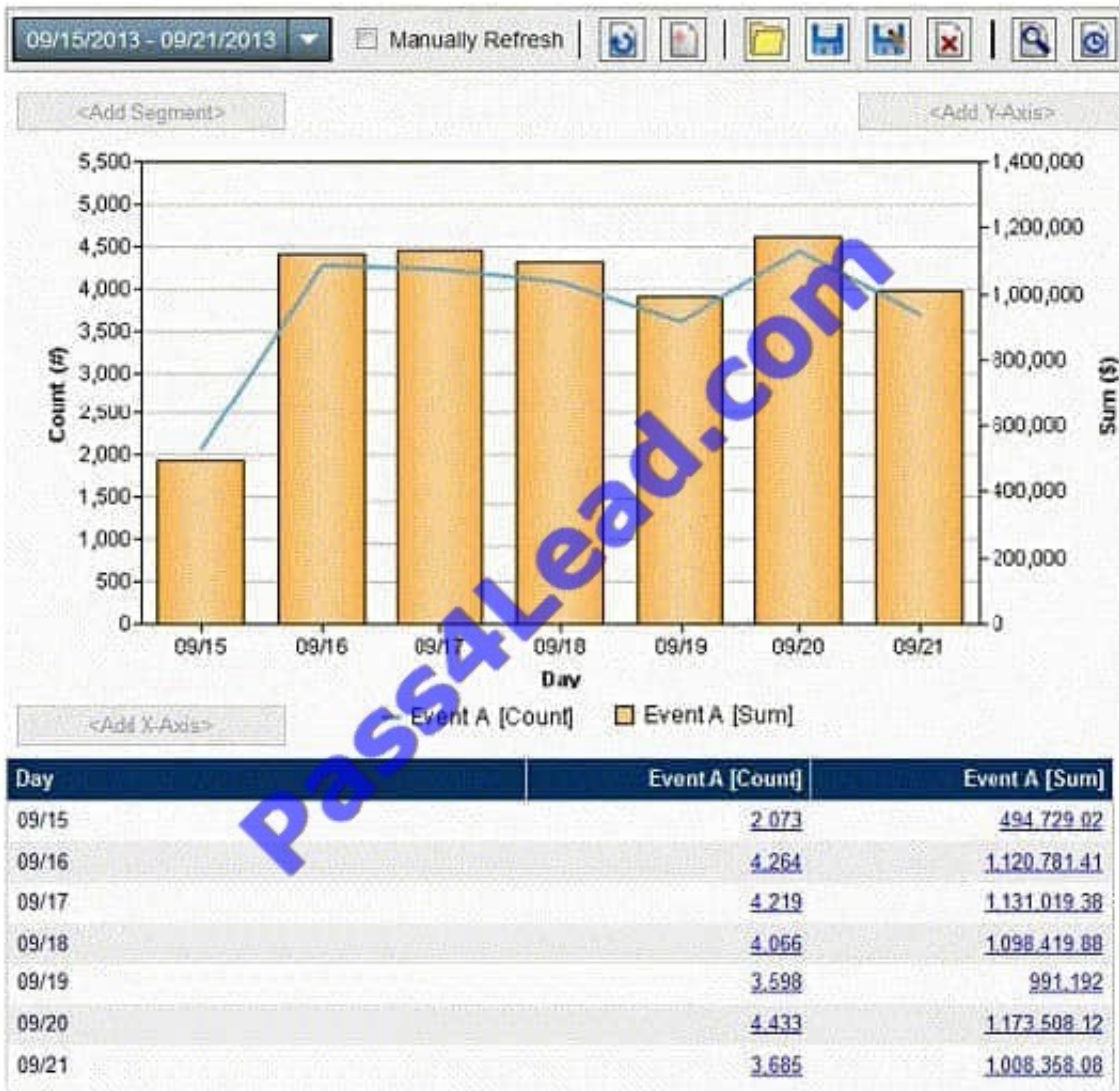 09/15/2013 - 09/21/2013 Manually Refresh
<Add Segment> <Add Y-Axis>
5,500 1,400,000
5,000 1,200,000
4,500 1,000,000
4,000 800,000
3,500 600,000
3,000 400,000
2,500 200,000
2,000 0
1,500
1,000
500
0
Count (#)
Sum ($)
09/15 09/16 09/17 09/18 09/19 09/20 09/21
Day
<Add X-Axis> Event A [Count] Event A [Sum]
Day Event A [Count] Event A [Sum]
09/15 2,073 494,729.02
09/16 4,264 1,120,781.41
09/17 4,219 1,131,019.38
09/18 4,066 1,098,419.88
09/19 3,598 991,192
09/20 4,433 1,173,508.12
09/21 3,685 1,008,358.08
Pass4Lead.com